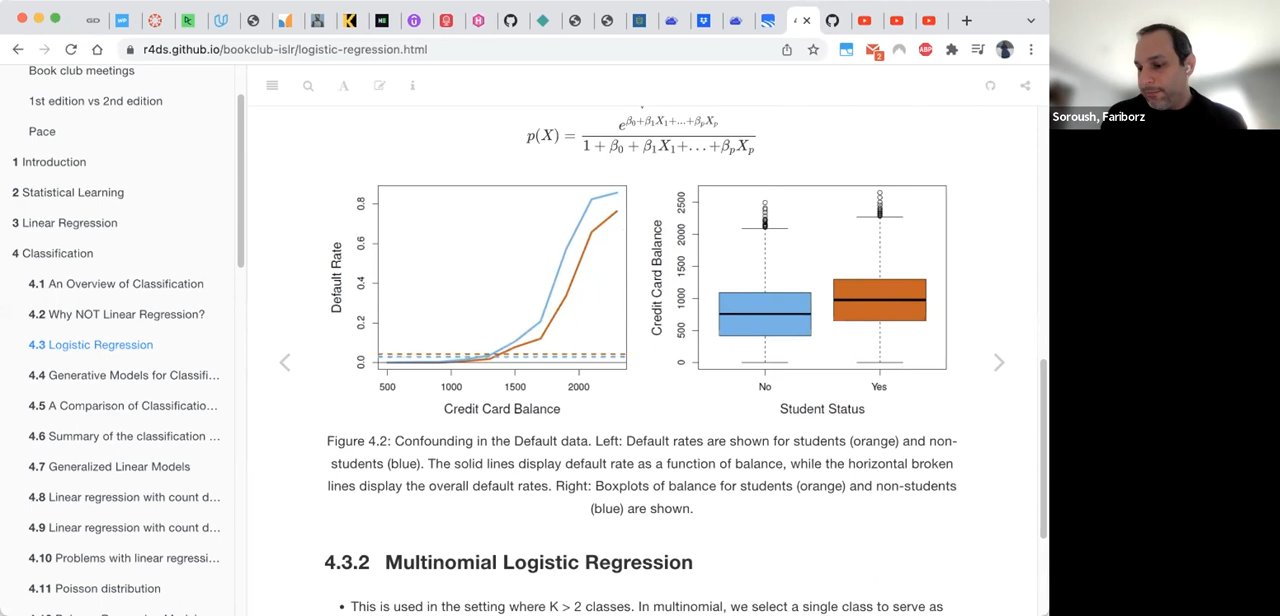 r4ds.github.io/bookclub-islr/logistic-regression.html
2
ABP
Soroush, Fariborz
Book club meetings
1st edition vs 2nd edition
Pace
1 Introduction
2 Statistical Learning
3 Linear Regression
4 Classification
4.1 An Overview of Classification
4.2 Why NOT Linear Regression?
4.3 Logistic Regression
4.4 Generative Models for Classifi...
4.5 A Comparison of Classificatio...
4.6 Summary of the classification ...
4.7 Generalized Linear Models
4.8 Linear regression with count d...
4.9 Linear regression with count d...
4.10 Problems with linear regressi...
4.11 Poisson distribution
p(X) = e^{β0+β1X1+...+βpXp} / 1 + β0 + β1X1+...+βpXp
Default Rate
0.0 0.2 0.4 0.6 0.8
500 1000 1500 2000
Credit Card Balance
Credit Card Balance
0 500 1000 1500 2000 2500
No Yes
Student Status
Figure 4.2: Confounding in the Default data. Left: Default rates are shown for students (orange) and non-
students (blue). The solid lines display default rate as a function of balance, while the horizontal broken
lines display the overall default rates. Right: Boxplots of balance for students (orange) and non-students
(blue) are shown.
4.3.2 Multinomial Logistic Regression
• This is used in the setting where K > 2 classes. In multinomial, we select a single class to serve as